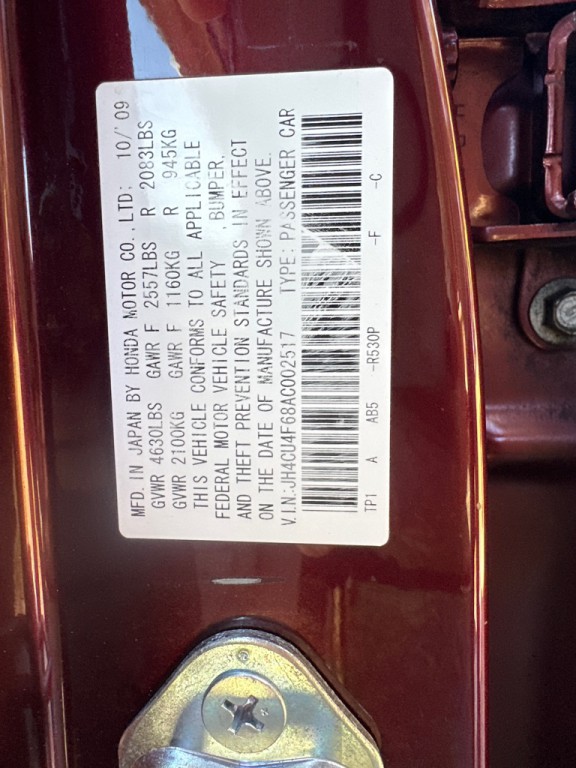 MFD. IN JAPAN BY HONDA MOTOR CO., LTD: 10/'09
GVWR 4630LBS GAWR F 2557LBS R 2083LBS
GVWR 2100KG GAWR F 1160KG R 945KG
THIS VEHICLE CONFORMS TO ALL APPLICABLE
FEDERAL MOTOR VEHICLE SAFETY, BUMPER,
AND THEFT PREVENTION STANDARDS IN EFFECT
ON THE DATE OF MANUFACTURE SHOWN ABOVE.
V.I.N.:JH4CU4F68AC002517 TYPE: PASSENGER CAR
TP1 A AB5 -R530P -F -C